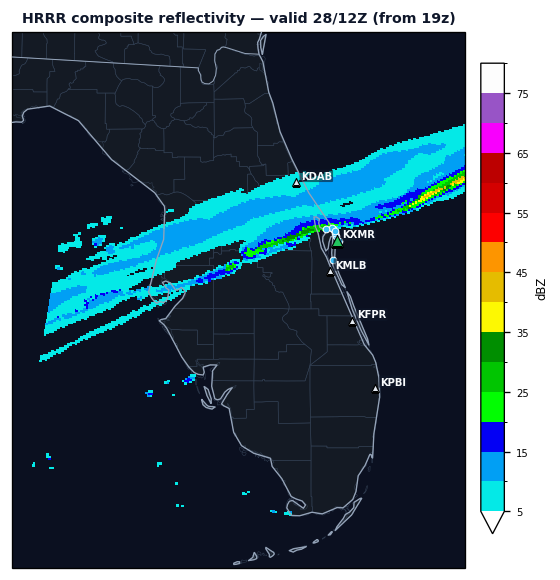 HRRR composite reflectivity — valid 28/12Z (from 19z)
75
65
55
45
35
25
15
5
dBZ
KDAB
KXMR
KMLB
KFPR
KPBI